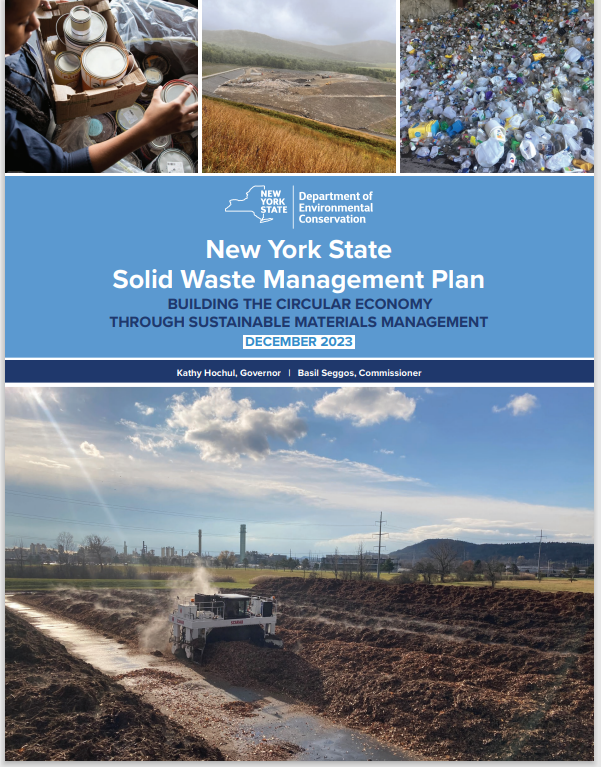 NEW
YORK
STATE
Department of
Environmental
Conservation
New York State
Solid Waste Management Plan
BUILDING THE CIRCULAR ECONOMY
THROUGH SUSTAINABLE MATERIALS MANAGEMENT
DECEMBER 2023
Kathy Hochul, Governor | Basil Seggos, Commissioner